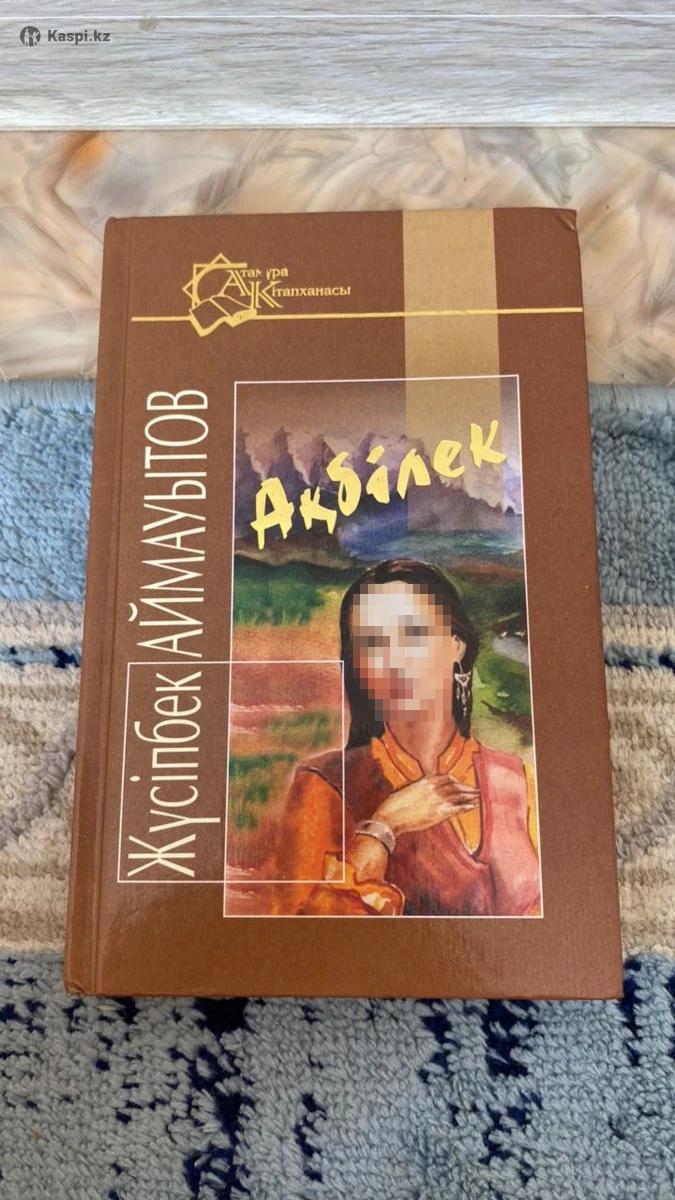 Kaspi.kz
Атамұра
Кітапханасы
Жүсіпбек АЙМАУЫТОВ
Ақбілек